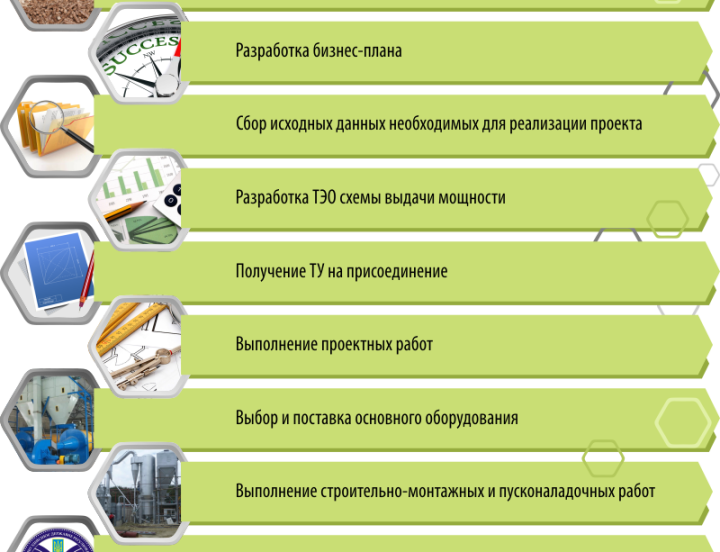 SUCCESS
NW
Разработка бизнес-плана
Сбор исходных данных необходимых для реализации проекта
Разработка ТЭО схемы выдачи мощности
Получение ТУ на присоединение
Выполнение проектных работ
Выбор и поставка основного оборудования
Выполнение строительно-монтажных и пусконаладочных работ